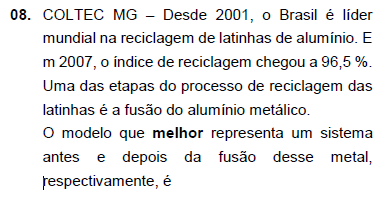 08. COLTEC MG – Desde 2001, o Brasil é líder
mundial na reciclagem de latinhas de alumínio. E
m 2007, o índice de reciclagem chegou a 96,5 %.
Uma das etapas do processo de reciclagem das
latinhas é a fusão do alumínio metálico.
O modelo que melhor representa um sistema
antes e depois da fusão desse metal,
respectivamente, é